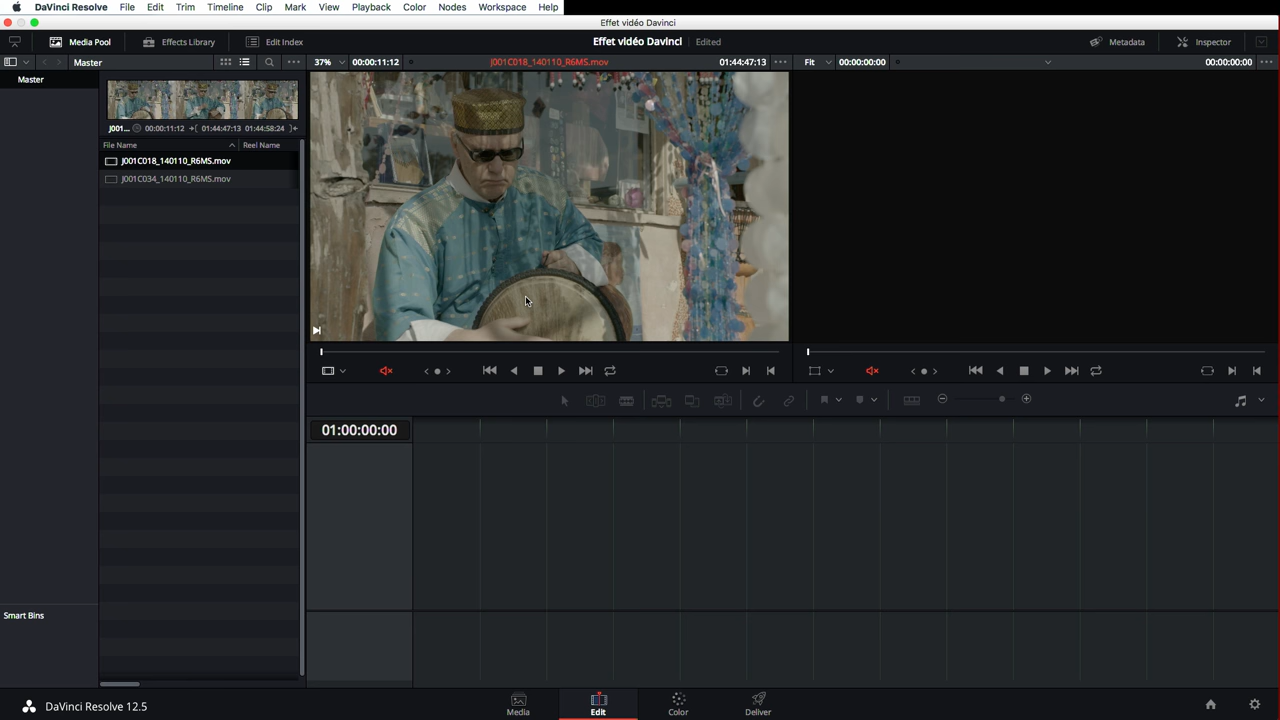 DaVinci Resolve File Edit Trim Timeline Clip Mark View Playback Color Nodes Workspace Help
Effet vidéo Davinci
Media Pool Effects Library Edit Index Effet vidéo Davinci Edited Metadata Inspector
Master 37% 00:00:11:12 J001C018_140110_R6MS.mov 01:44:47:13 Fit 00:00:00:00 00:00:00:00
Master
J001... 00:00:11:12 01:44:47:13 01:44:58:24
File Name Reel Name
J001C018_140110_R6MS.mov
J001C034_140110_R6MS.mov
01:00:00:00
Smart Bins
DaVinci Resolve 12.5 Media Edit Color Deliver